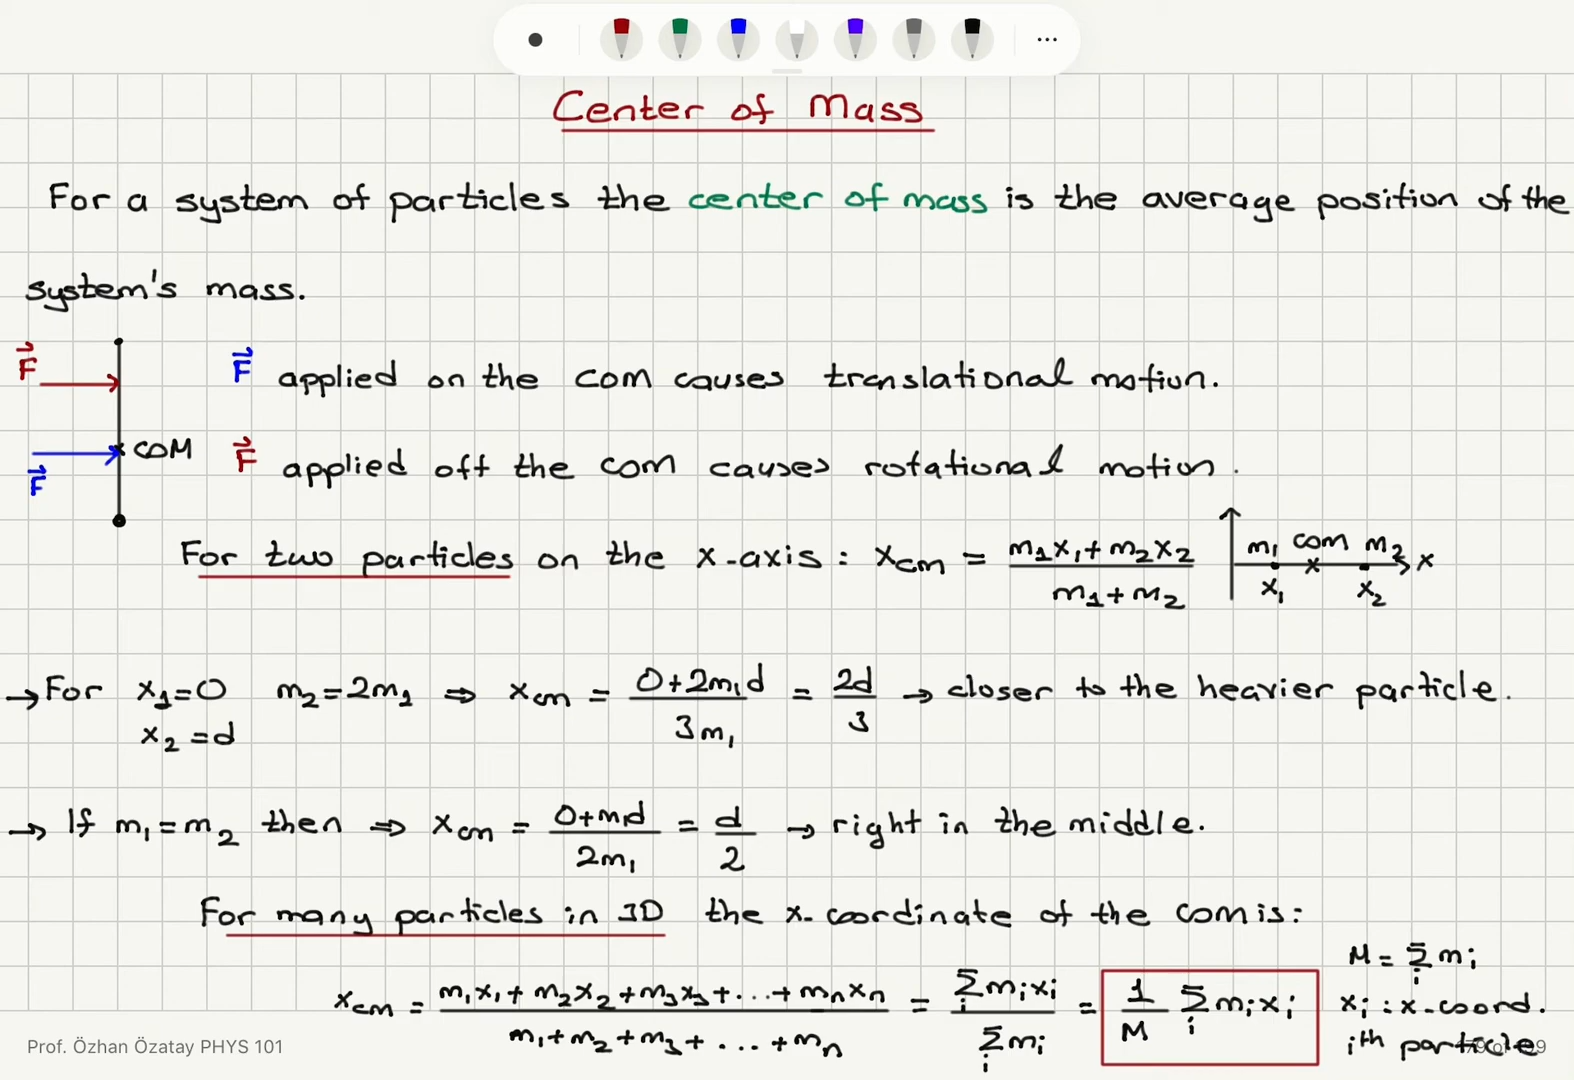 Center of Mass
For a system of particles the center of mass is the average position of the
system's mass.
F⃗
F⃗ applied on the com causes translational motion.
COM
F⃗
F⃗ applied off the com causes rotational motion.
For two particles on the x-axis: x_cm = (m₁x₁ + m₂x₂)/(m₁ + m₂)
m₁ com m₂ x
x₁ x₂
→ For x₁=0 m₂=2m₁ ⇒ x_cm = (0+2m₁d)/(3m₁) = 2d/3 → closer to the heavier particle.
x₂=d
→ If m₁=m₂ then ⇒ x_cm = (0+m₁d)/(2m₁) = d/2 → right in the middle.
For many particles in 3D the x-coordinate of the com is:
x_cm = (m₁x₁ + m₂x₂ + m₃x₃ + ... + mₙxₙ)/(m₁ + m₂ + m₃ + ... + mₙ) = (Σᵢ mᵢxᵢ)/(Σᵢ mᵢ) = (1/M) Σᵢ mᵢxᵢ
M = Σᵢ mᵢ
xᵢ : x-coord.
iᵗʰ particle
Prof. Özhan Özatay PHYS 101